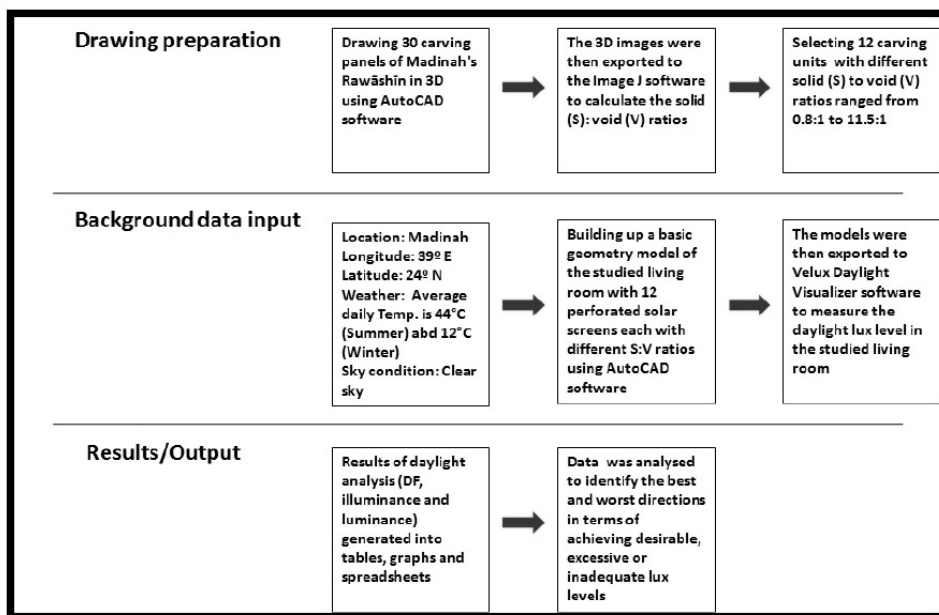 Drawing preparation
Drawing 30 carving
panels of Madinah's
Rawāshīn in 3D
using AutoCAD
software
The 3D images were
then exported to
the Image J software
to calculate the solid
(S): void (V) ratios
Selecting 12 carving
units with different
solid (S) to void (V)
ratios ranged from
0.8:1 to 11.5:1
Background data input
Location: Madinah
Longitude: 39º E
Latitude: 24º N
Weather: Average
daily Temp. is 44°C
(Summer) abd 12°C
(Winter)
Sky condition: Clear
sky
Building up a basic
geometry model of
the studied living
room with 12
perforated solar
screens each with
different S:V ratios
using AutoCAD
software
The models were
then exported to
Velux Daylight
Visualizer software
to measure the
daylight lux level in
the studied living
room
Results/Output
Results of daylight
analysis (DF,
illuminance and
luminance)
generated into
tables, graphs and
spreadsheets
Data was analysed
to identify the best
and worst directions
in terms of
achieving desirable,
excessive or
inadequate lux
levels